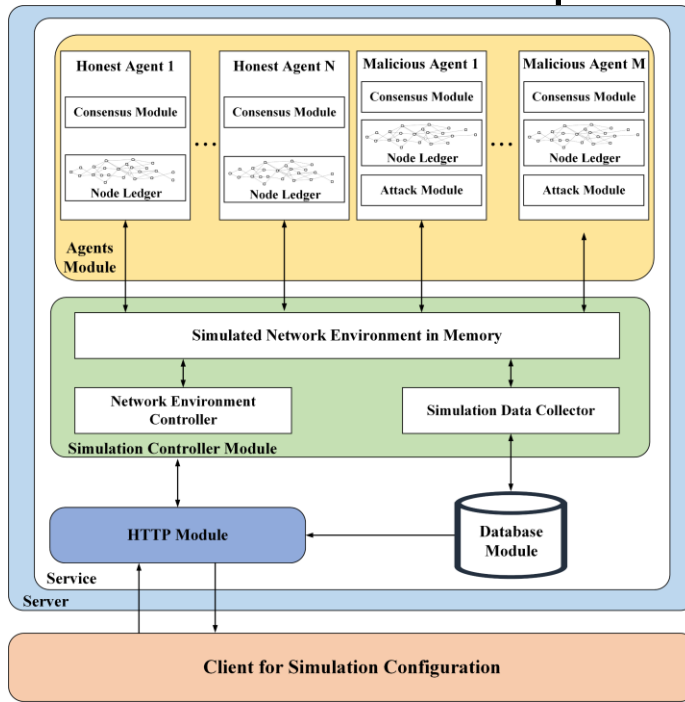 Honest Agent 1
Honest Agent N
Malicious Agent 1
Malicious Agent M
Consensus Module
Consensus Module
Consensus Module
Consensus Module
...
...
Node Ledger
Node Ledger
Node Ledger
Node Ledger
Attack Module
Attack Module
Agents
Module
Simulated Network Environment in Memory
Network Environment
Controller
Simulation Data Collector
Simulation Controller Module
HTTP Module
Database
Module
Service
Server
Client for Simulation Configuration